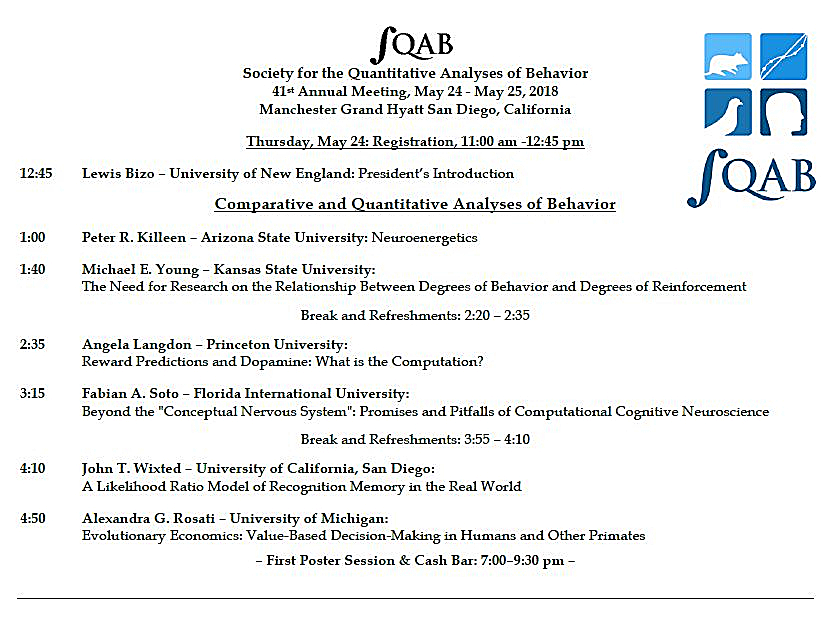 ∫QAB
Society for the Quantitative Analyses of Behavior
41st Annual Meeting, May 24 - May 25, 2018
Manchester Grand Hyatt San Diego, California
∫QAB
Thursday, May 24: Registration, 11:00 am -12:45 pm
12:45 Lewis Bizo – University of New England: President's Introduction
Comparative and Quantitative Analyses of Behavior
1:00 Peter R. Killeen – Arizona State University: Neuroenergetics
1:40 Michael E. Young – Kansas State University:
The Need for Research on the Relationship Between Degrees of Behavior and Degrees of Reinforcement
Break and Refreshments: 2:20 – 2:35
2:35 Angela Langdon – Princeton University:
Reward Predictions and Dopamine: What is the Computation?
3:15 Fabian A. Soto – Florida International University:
Beyond the "Conceptual Nervous System": Promises and Pitfalls of Computational Cognitive Neuroscience
Break and Refreshments: 3:55 – 4:10
4:10 John T. Wixted – University of California, San Diego:
A Likelihood Ratio Model of Recognition Memory in the Real World
4:50 Alexandra G. Rosati – University of Michigan:
Evolutionary Economics: Value-Based Decision-Making in Humans and Other Primates
– First Poster Session & Cash Bar: 7:00–9:30 pm –